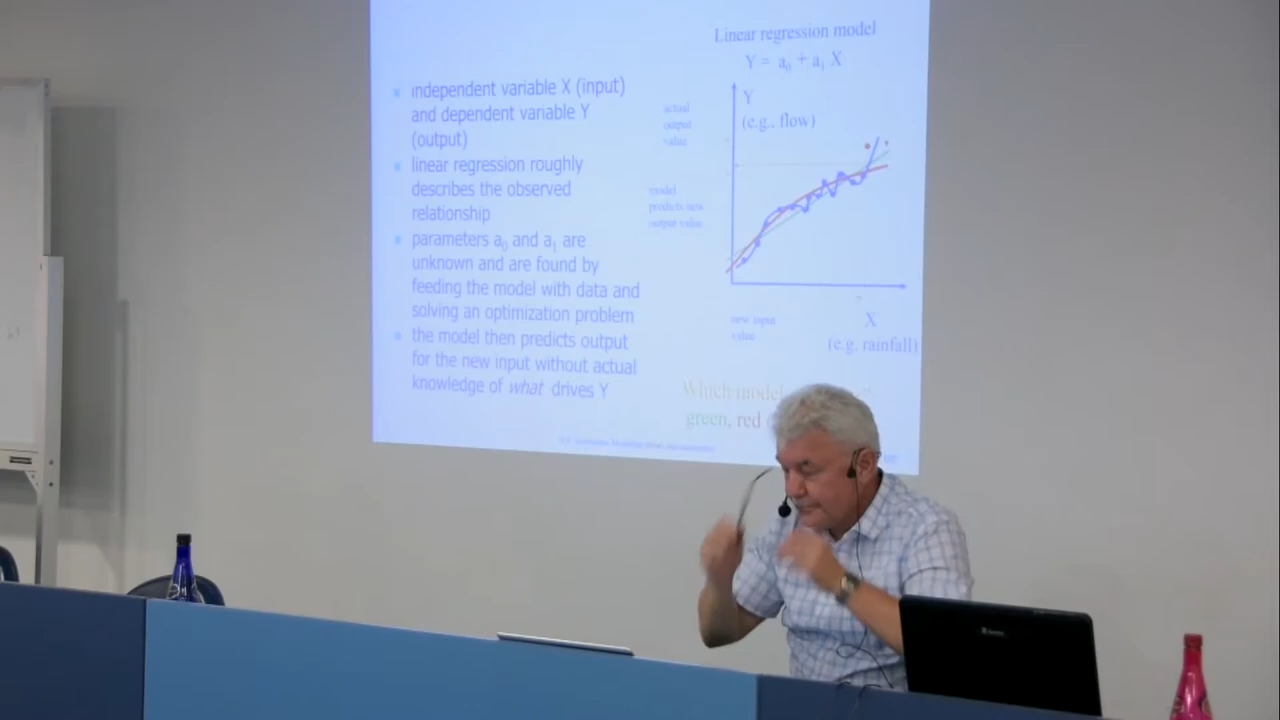 independent variable X (input)
and dependent variable Y
(output)
linear regression roughly
describes the observed
relationship
parameters a0 and a1 are
unknown and are found by
feeding the model with data and
solving an optimization problem
the model then predicts output
for the new input without actual
knowledge of what drives Y
Linear regression model
Y = a0 + a1 X
actual
output
value
Y
(e.g., flow)
model
predicts new
output value
new input
value
X
(e.g. rainfall)
Which model
green, red